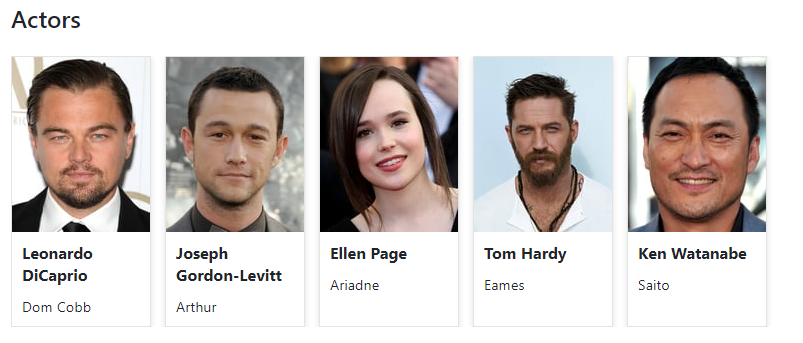 Actors
Leonardo
DiCaprio
Dom Cobb
Joseph
Gordon-Levitt
Arthur
Ellen Page
Ariadne
Tom Hardy
Eames
Ken Watanabe
Saito